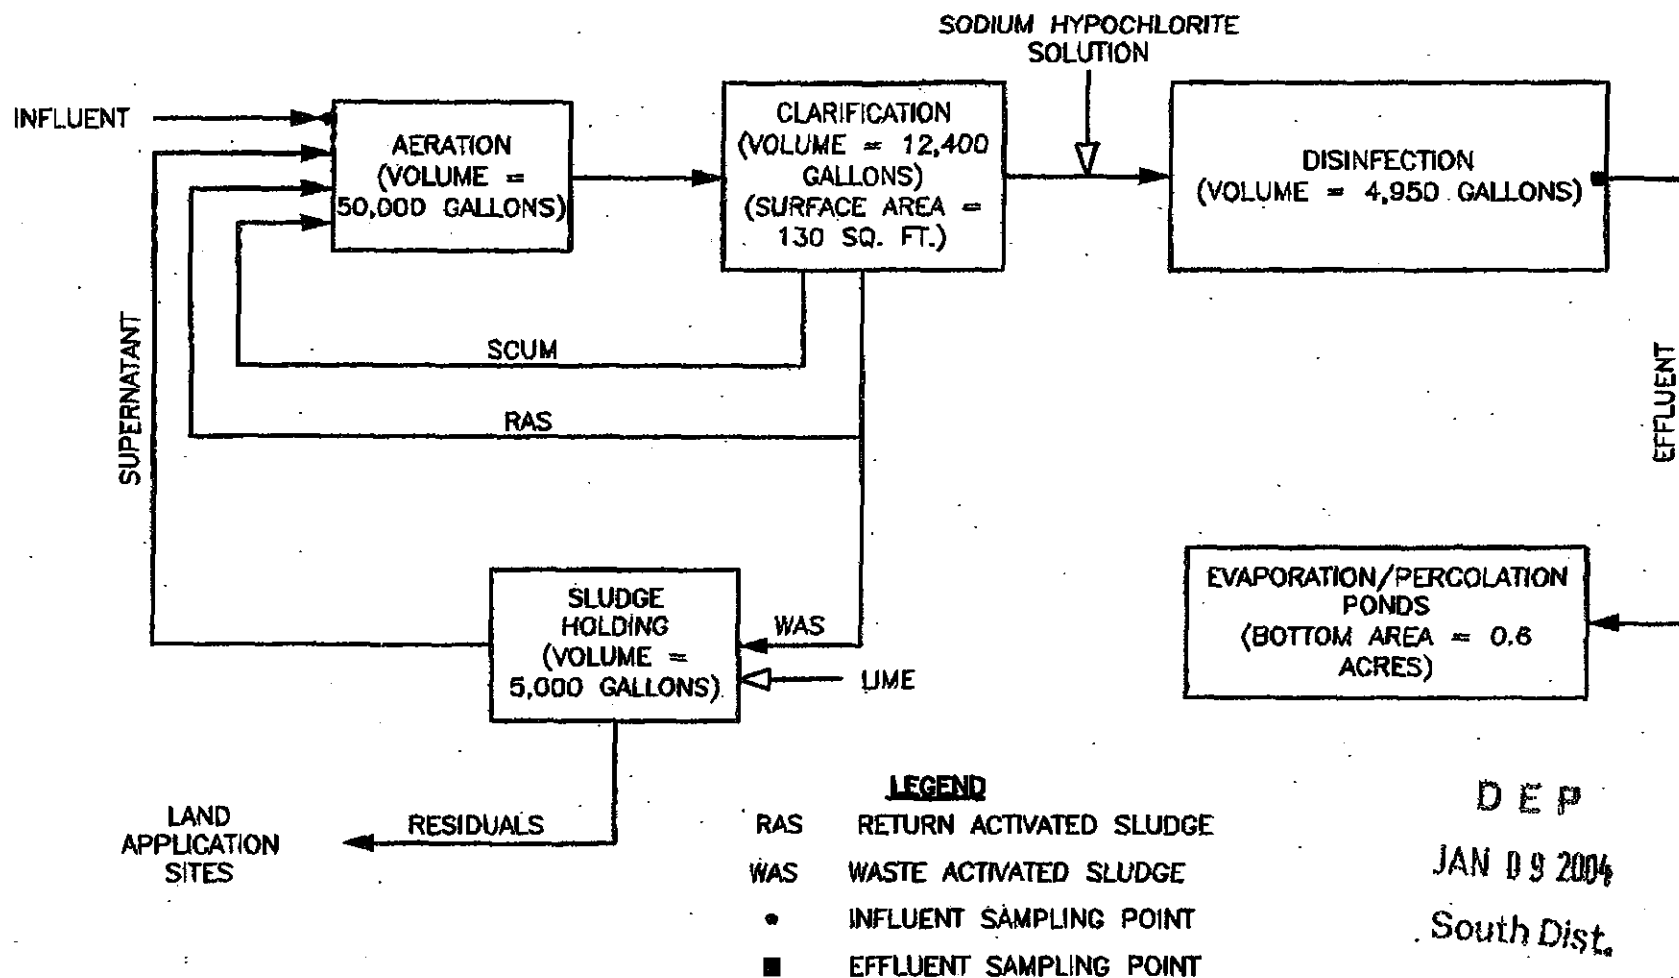 SODIUM HYPOCHLORITE
SOLUTION
INFLUENT
AERATION
(VOLUME =
50,000 GALLONS)
CLARIFICATION
(VOLUME = 12,400
GALLONS)
(SURFACE AREA =
130 SQ. FT.)
DISINFECTION
(VOLUME = 4,950 GALLONS)
SCUM
RAS
SUPERNATANT
EFFLUENT
SLUDGE
HOLDING
(VOLUME =
5,000 GALLONS)
WAS
LIME
EVAPORATION/PERCOLATION
PONDS
(BOTTOM AREA = 0.6
ACRES)
LAND
APPLICATION
SITES
RESIDUALS
LEGEND
RAS RETURN ACTIVATED SLUDGE
WAS WASTE ACTIVATED SLUDGE
● INFLUENT SAMPLING POINT
■ EFFLUENT SAMPLING POINT
DEP
JAN 09 2004
South Dist.